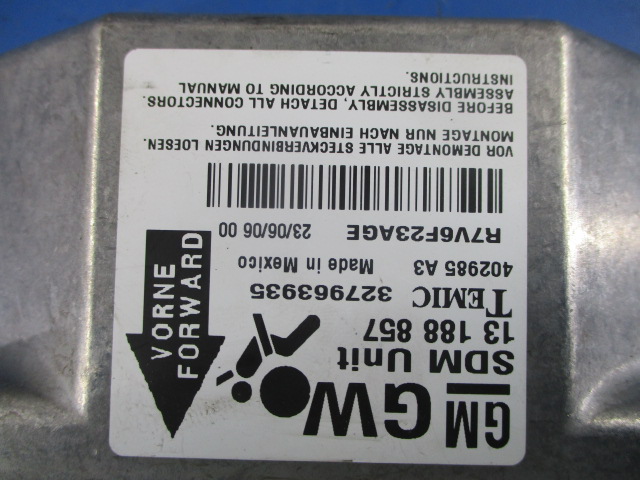 GM GW
SDM Unit
13 188 857
TEMIC 327963935
402985 A3 Made in Mexico
R7V6F23AGE 23/06/06 00
VORNE
FORWARD
VOR DEMONTAGE ALLE STECKVERBINDUNGEN LOESEN.
MONTAGE NUR NACH EINBAUANLEITUNG.
BEFORE DISASSEMBLY, DETACH ALL CONNECTORS.
ASSEMBLY STRICTLY ACCORDING TO MANUAL
INSTRUCTIONS.